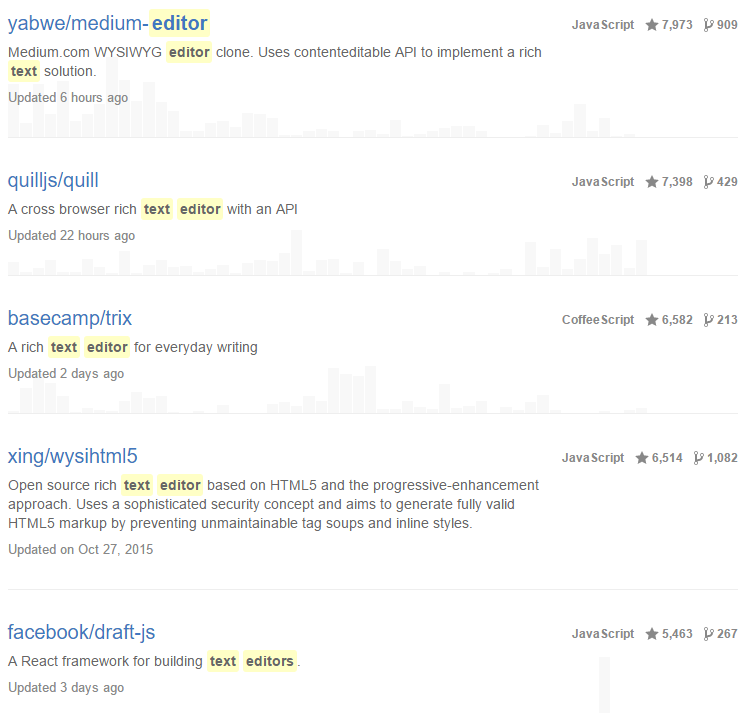 yabwe/medium-editor JavaScript 7,973 909
Medium.com WYSIWYG editor clone. Uses contenteditable API to implement a rich
text solution.
Updated 6 hours ago
quilljs/quill JavaScript 7,398 429
A cross browser rich text editor with an API
Updated 22 hours ago
basecamp/trix CoffeeScript 6,582 213
A rich text editor for everyday writing
Updated 2 days ago
xing/wysihtml5 JavaScript 6,514 1,082
Open source rich text editor based on HTML5 and the progressive-enhancement
approach. Uses a sophisticated security concept and aims to generate fully valid
HTML5 markup by preventing unmaintainable tag soups and inline styles.
Updated on Oct 27, 2015
facebook/draft-js JavaScript 5,463 267
A React framework for building text editors.
Updated 3 days ago